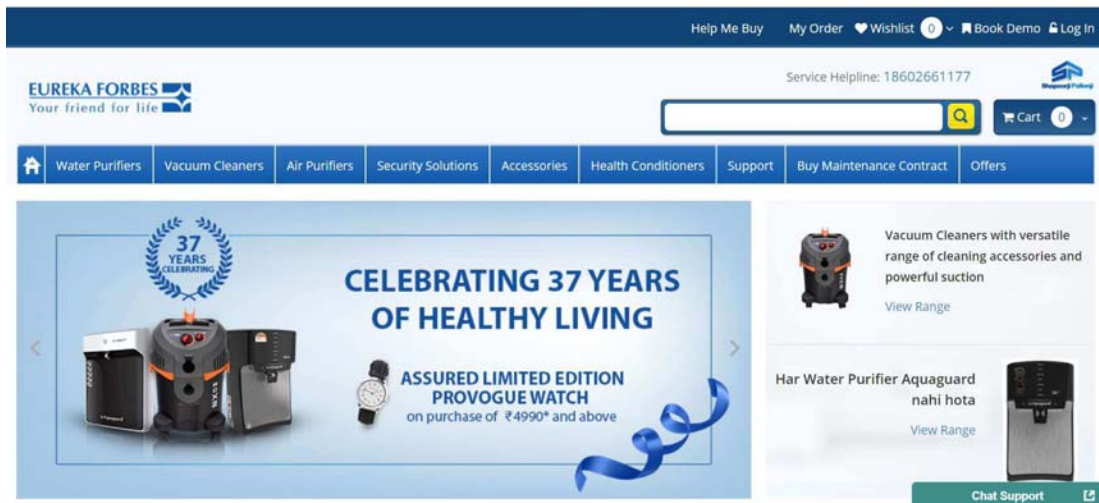 Help Me Buy My Order Wishlist 0 Book Demo Log In
EUREKA FORBES
Your friend for life
Service Helpline: 18602661177
Shapoorji Pallonji
Cart 0
Water Purifiers Vacuum Cleaners Air Purifiers Security Solutions Accessories Health Conditioners Support Buy Maintenance Contract Offers
37
YEARS
CELEBRATING
CELEBRATING 37 YEARS
OF HEALTHY LIVING
ASSURED LIMITED EDITION
PROVOGUE WATCH
on purchase of ₹4990* and above
Vacuum Cleaners with versatile
range of cleaning accessories and
powerful suction
View Range
Har Water Purifier Aquaguard
nahi hota
View Range
Chat Support